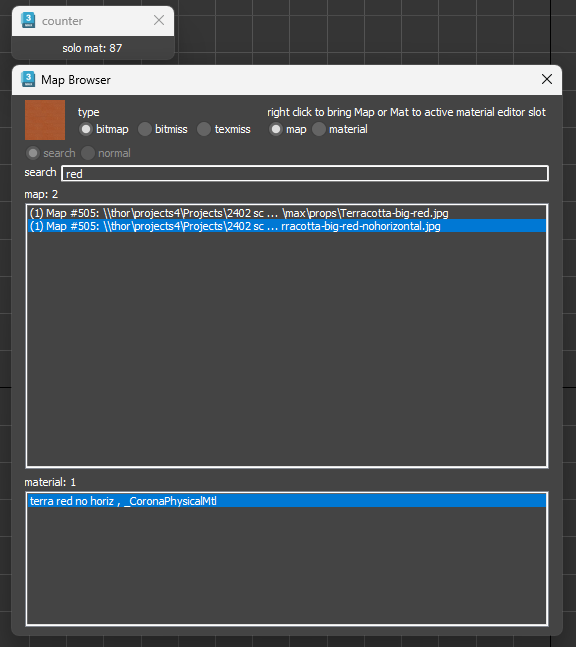 counter
solo mat: 87
Map Browser
type
right click to bring Map or Mat to active material editor slot
bitmap bitmiss texmiss map material
search normal
search red
map: 2
(1) Map #505: \\thor\projects4\Projects\2402 sc ... \max\props\Terracotta-big-red.jpg
(1) Map #505: \\thor\projects4\Projects\2402 sc ... rracotta-big-red-nohorizontal.jpg
material: 1
terra red no horiz , _CoronaPhysicalMtl